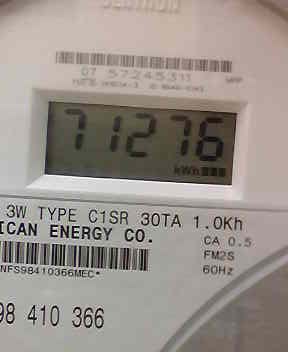 CENTRON
07 57245311
71276
kWh
3W TYPE C1SR 30TA 1.0Kh
ICAN ENERGY CO.
CA 0.5
FM2S
60Hz
NFS98410366MEC*
98 410 366